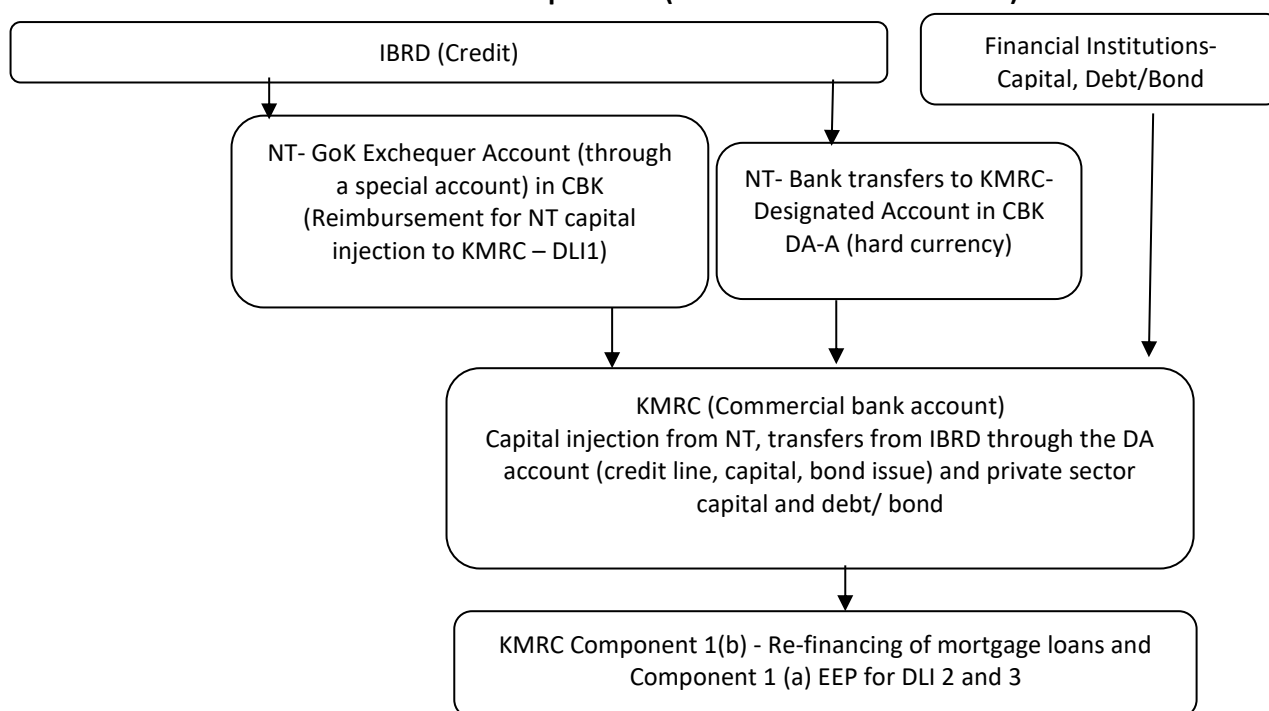 IBRD (Credit)
Financial Institutions-
Capital, Debt/Bond
NT- GoK Exchequer Account (through
a special account) in CBK
(Reimbursement for NT capital
injection to KMRC – DLI1)
NT- Bank transfers to KMRC-
Designated Account in CBK
DA-A (hard currency)
KMRC (Commercial bank account)
Capital injection from NT, transfers from IBRD through the DA
account (credit line, capital, bond issue) and private sector
capital and debt/ bond
KMRC Component 1(b) - Re-financing of mortgage loans and
Component 1 (a) EEP for DLI 2 and 3